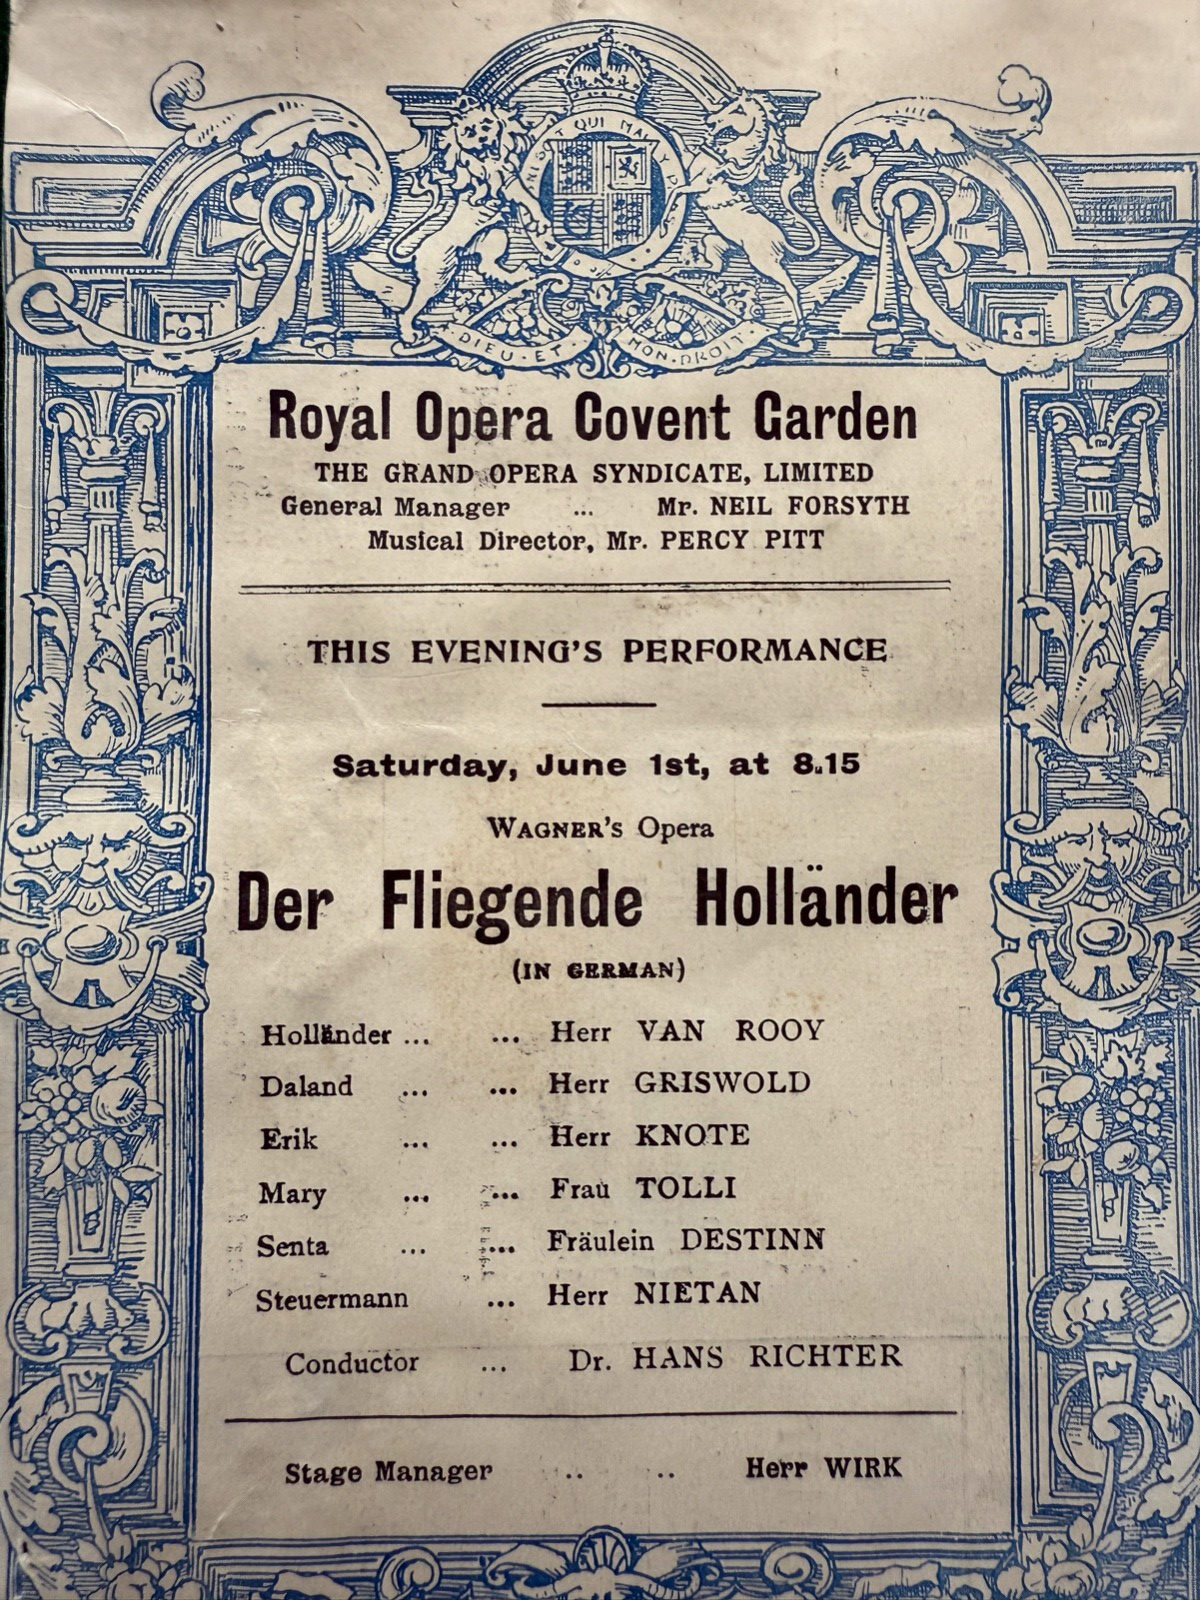 QUI MAL Y
DIEU·ET· MON·DROIT
Royal Opera Covent Garden
THE GRAND OPERA SYNDICATE, LIMITED
General Manager ... Mr. NEIL FORSYTH
Musical Director, Mr. PERCY PITT
THIS EVENING'S PERFORMANCE
Saturday, June 1st, at 8.15
WAGNER'S Opera
Der Fliegende Holländer
(IN GERMAN)
Holländer ... ... Herr VAN ROOY
Daland ... ... Herr GRISWOLD
Erik ... ... Herr KNOTE
Mary ... ... Frau TOLLI
Senta ... ... Fräulein DESTINN
Steuermann ... Herr NIETAN
Conductor ... Dr. HANS RICHTER
Stage Manager .. .. Herr WIRK